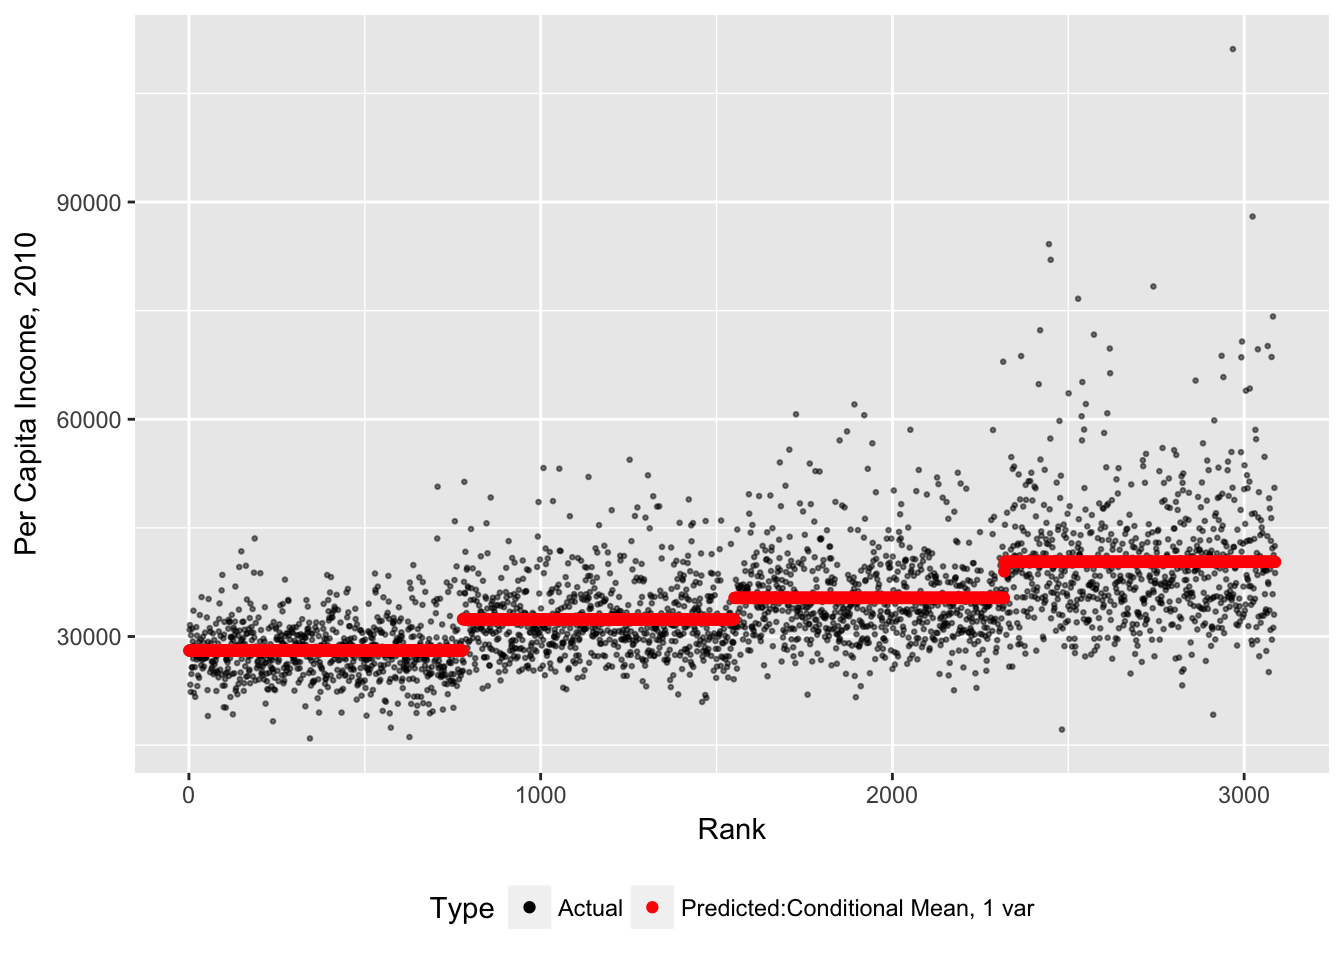 Per Capita Income, 2010
90000
60000
30000
0 1000 2000 3000
Rank
Type Actual Predicted:Conditional Mean, 1 var